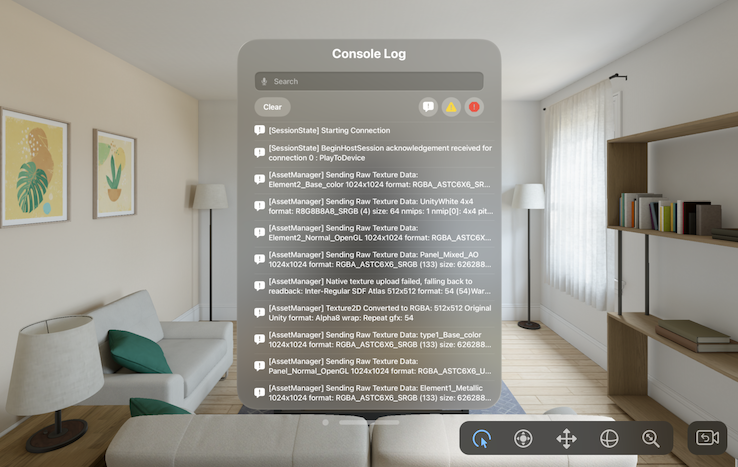 Console Log
Search
Clear
[SessionState] Starting Connection
[SessionState] BeginHostSession acknowledgement received for
connection 0 : PlayToDevice
[AssetManager] Sending Raw Texture Data:
Element2_Base_color 1024x1024 format: RGBA_ASTC6X6_SR...
[AssetManager] Sending Raw Texture Data: UnityWhite 4x4
format: R8G8B8A8_SRGB (4) size: 64 nmips: 1 nmip[0]: 4x4 pit...
[AssetManager] Sending Raw Texture Data:
Element2_Normal_OpenGL 1024x1024 format: RGBA_ASTC6X...
[AssetManager] Sending Raw Texture Data: Panel_Mixed_AO
1024x1024 format: RGBA_ASTC6X6_SRGB (133) size: 626288...
[AssetManager] Native texture upload failed, falling back to
readback: Inter-Regular SDF Atlas 512x512 format: 54 (54)War...
[AssetManager] Texture2D Converted to RGBA: 512x512 Original
Unity format: Alpha8 wrap: Repeat gfx: 54
[AssetManager] Sending Raw Texture Data: type1_Base_color
1024x1024 format: RGBA_ASTC6X6_SRGB (133) size: 626288...
[AssetManager] Sending Raw Texture Data:
Panel_Normal_OpenGL 1024x1024 format: RGBA_ASTC6X6_U...
[AssetManager] Sending Raw Texture Data: Element1_Metallic
1024x1024 format: RGBA_ASTC6X6_SRGB (133) size: 626288...